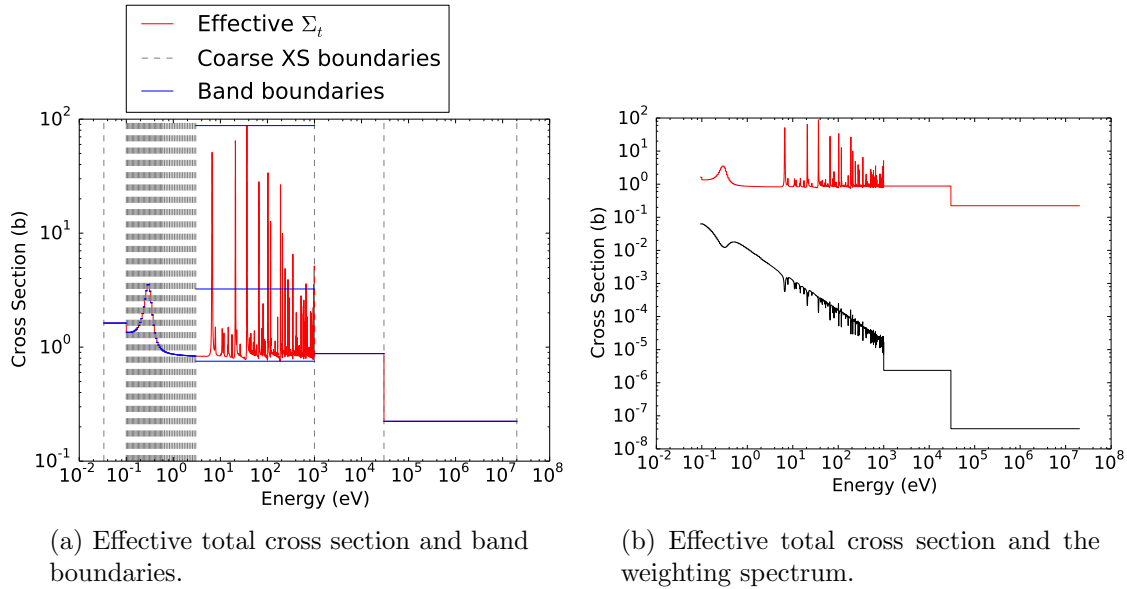 Effective Σt
Coarse XS boundaries
Band boundaries
10^2
10^1
10^0
10^-1
Cross Section (b)
10^-2 10^-1 10^0 10^1 10^2 10^3 10^4 10^5 10^6 10^7 10^8
Energy (eV)
10^2
10^1
10^0
10^-1
10^-2
10^-3
10^-4
10^-5
10^-6
10^-7
10^-8
Cross Section (b)
10^-2 10^-1 10^0 10^1 10^2 10^3 10^4 10^5 10^6 10^7 10^8
Energy (eV)
(a) Effective total cross section and band
boundaries.
(b) Effective total cross section and the
weighting spectrum.